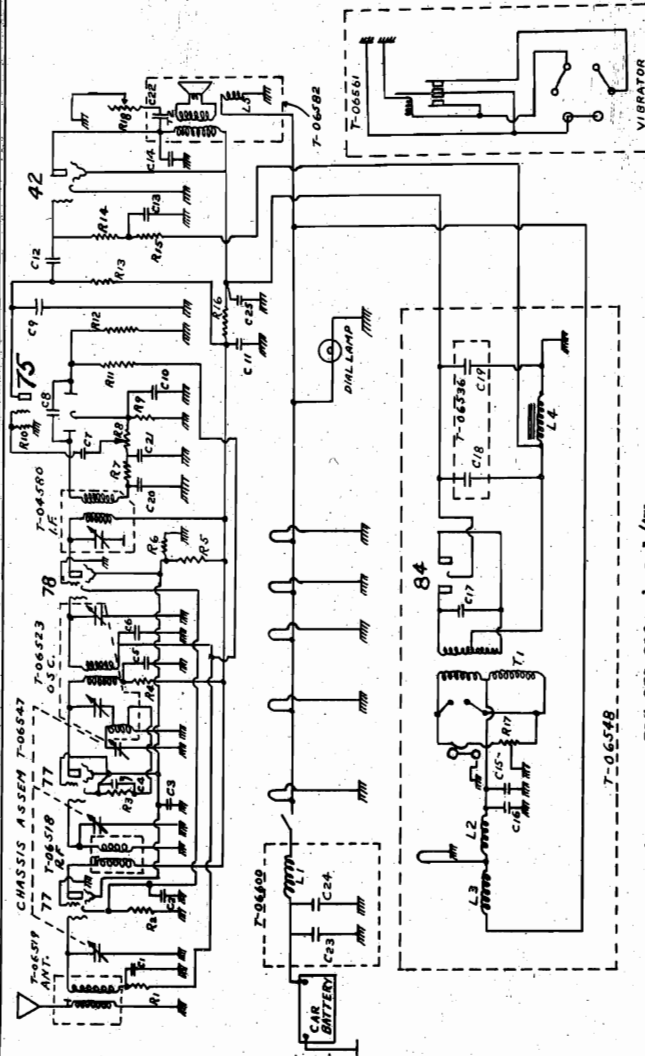 CHASSIS ASSEM T-06547
T-06519
ANT.
77
T-06518
R.F.
77
T-06523
OSC.
78
T-04580
I.F.
75
42
R1
C1
R2
C2
C3
R3
C4
R4
C5
C6
R5
R6
C20
R7
C21
R8
C7
R9
C10
R10
C8
R11
R12
C9
R13
C12
R14
R15
C13
C14
R16
C11
C25
R18
C22
T2
L5
T-06582
T-06600
CAR
BATTERY
C23
C24
L1
DIAL LAMP
T-06561
VIBRATOR
T-06548
L3
L2
C16
C15
R17
T1
C17
84
T-06536
C18
C19
L4